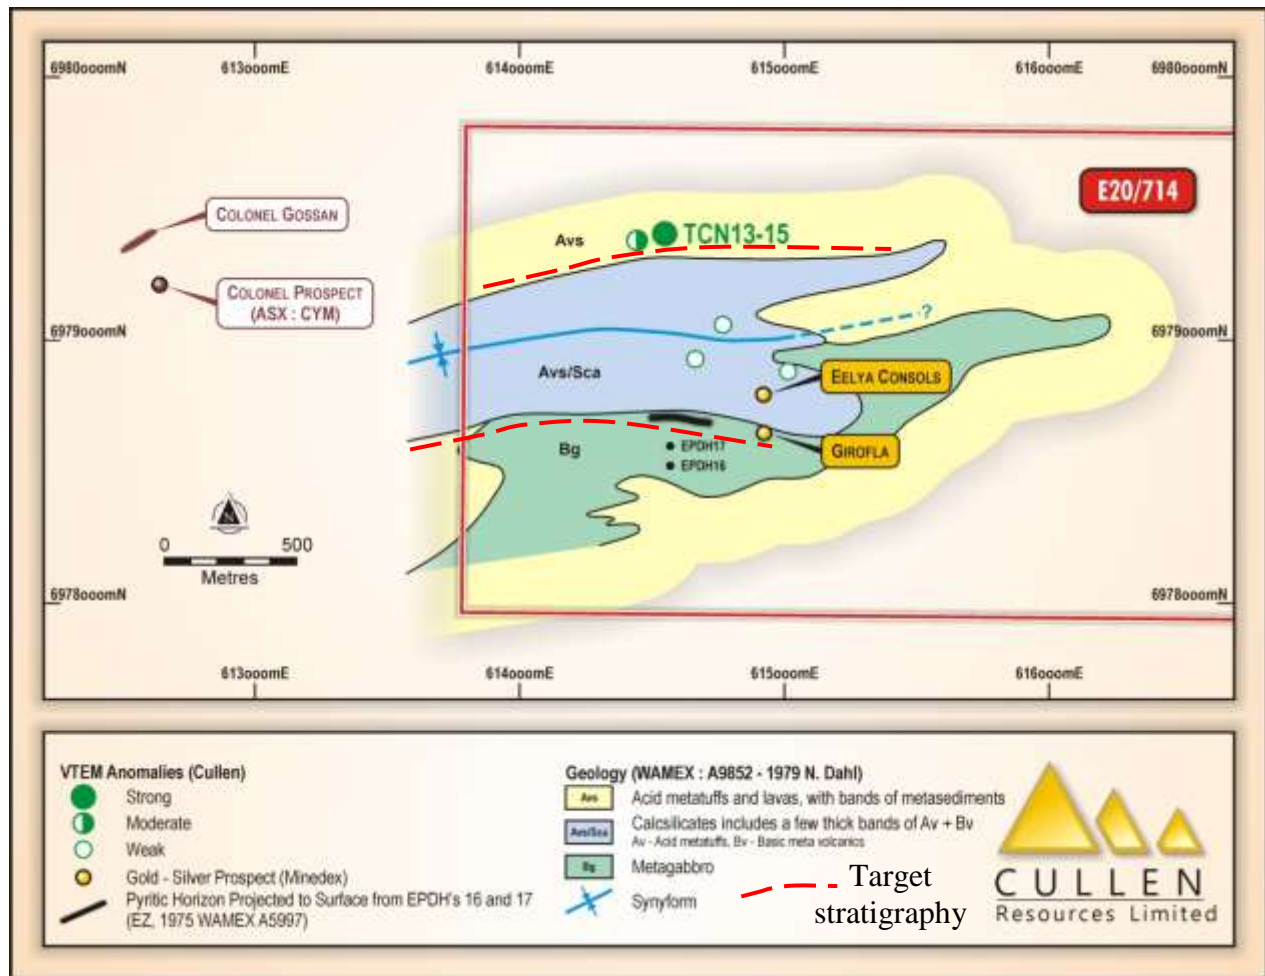 6980000mN 613000mE 614000mE 615000mE 616000mE 6980000mN
E20/714
COLONEL GOSSAN
Avs
TCN13-15
COLONEL PROSPECT
(ASX : CYM)
6979000mN
?
6979000mN
Avs/Sca
EELYA CONSOLS
Bg
EPDH17
GIROFLA
EPDH16
N
0 500
Metres
6978000mN
6978000mN
613000mE 614000mE 615000mE 616000mE
VTEM Anomalies (Cullen)
Strong
Moderate
Weak
Gold - Silver Prospect (Minedex)
Pyritic Horizon Projected to Surface from EPDH's 16 and 17
(EZ, 1975 WAMEX A5997)
Geology (WAMEX : A9852 - 1979 N. Dahl)
Avs Acid metatuffs and lavas, with bands of metasediments
Avs/Sca Calcsilicates includes a few thick bands of Av + Bv
Av - Acid metatuffs, Bv - Basic meta volcanics
Bg Metagabbro
Synyform
Target
stratigraphy
CULLEN
Resources Limited